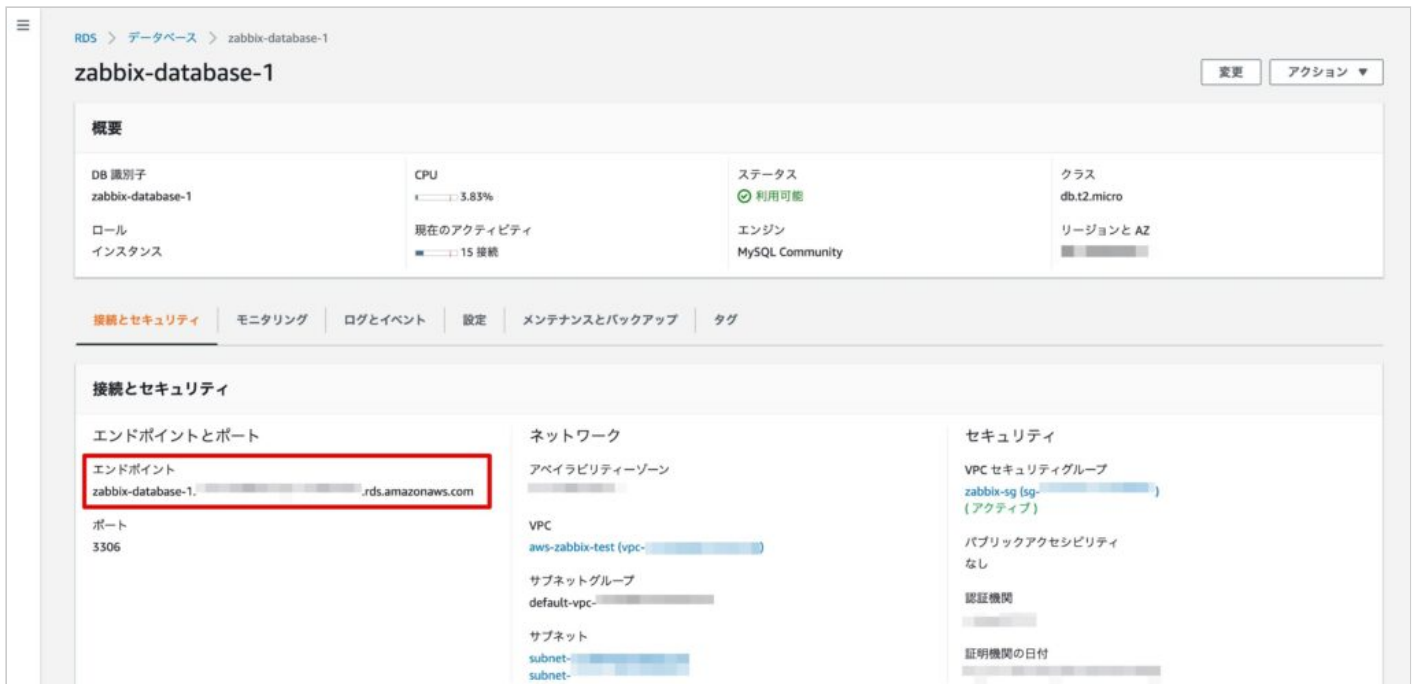 RDS > データベース > zabbix-database-1
zabbix-database-1
変更
アクション ▼
概要
DB 識別子
zabbix-database-1
CPU
3.83%
ステータス
利用可能
クラス
db.t2.micro
ロール
インスタンス
現在のアクティビティ
15 接続
エンジン
MySQL Community
リージョンと AZ
接続とセキュリティ
モニタリング
ログとイベント
設定
メンテナンスとバックアップ
タグ
接続とセキュリティ
エンドポイントとポート
エンドポイント
zabbix-database-1. .rds.amazonaws.com
ポート
3306
ネットワーク
アベイラビリティーゾーン
VPC
aws-zabbix-test (vpc- )
サブネットグループ
default-vpc-
サブネット
subnet-
subnet-
セキュリティ
VPC セキュリティグループ
zabbix-sg (sg- )
( アクティブ )
パブリックアクセシビリティ
なし
認証機関
証明機関の日付